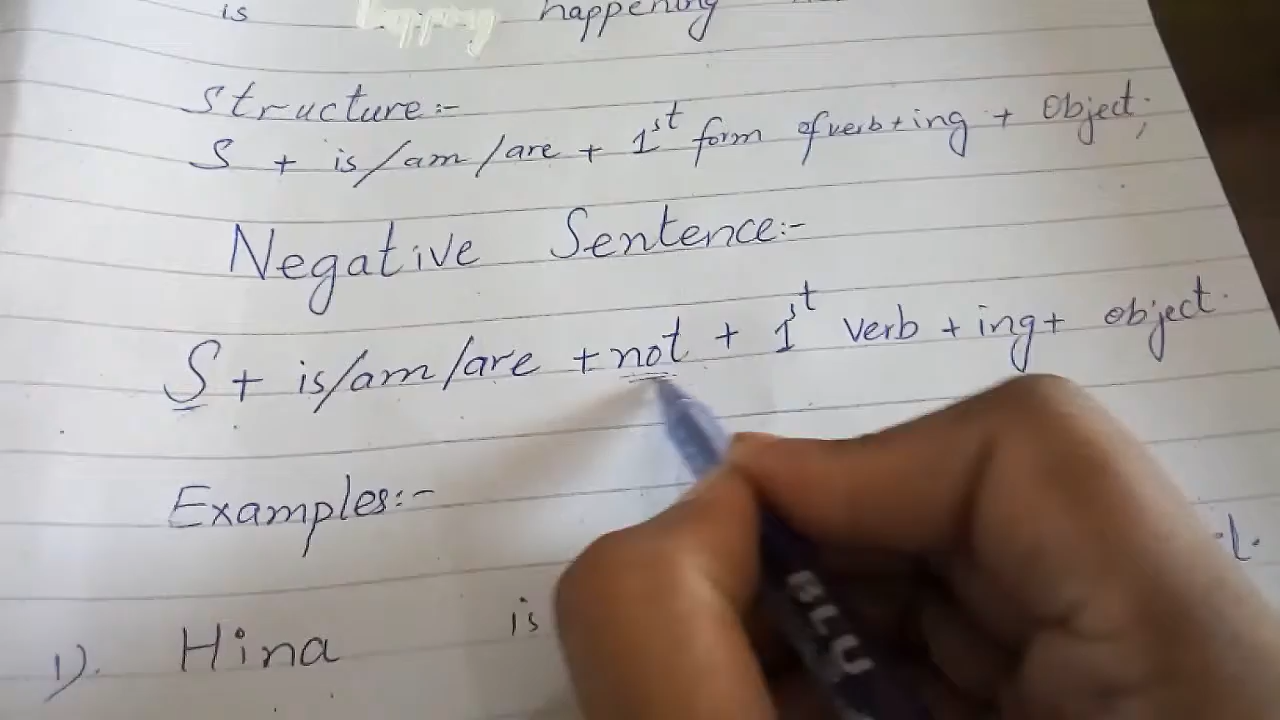 is happening
Structure:-
S + is/am/are + 1st form of verb+ing + Object;
Negative Sentence:-
S + is/am/are + not + 1st verb + ing + object.
Examples:-
1). Hina is
BLU